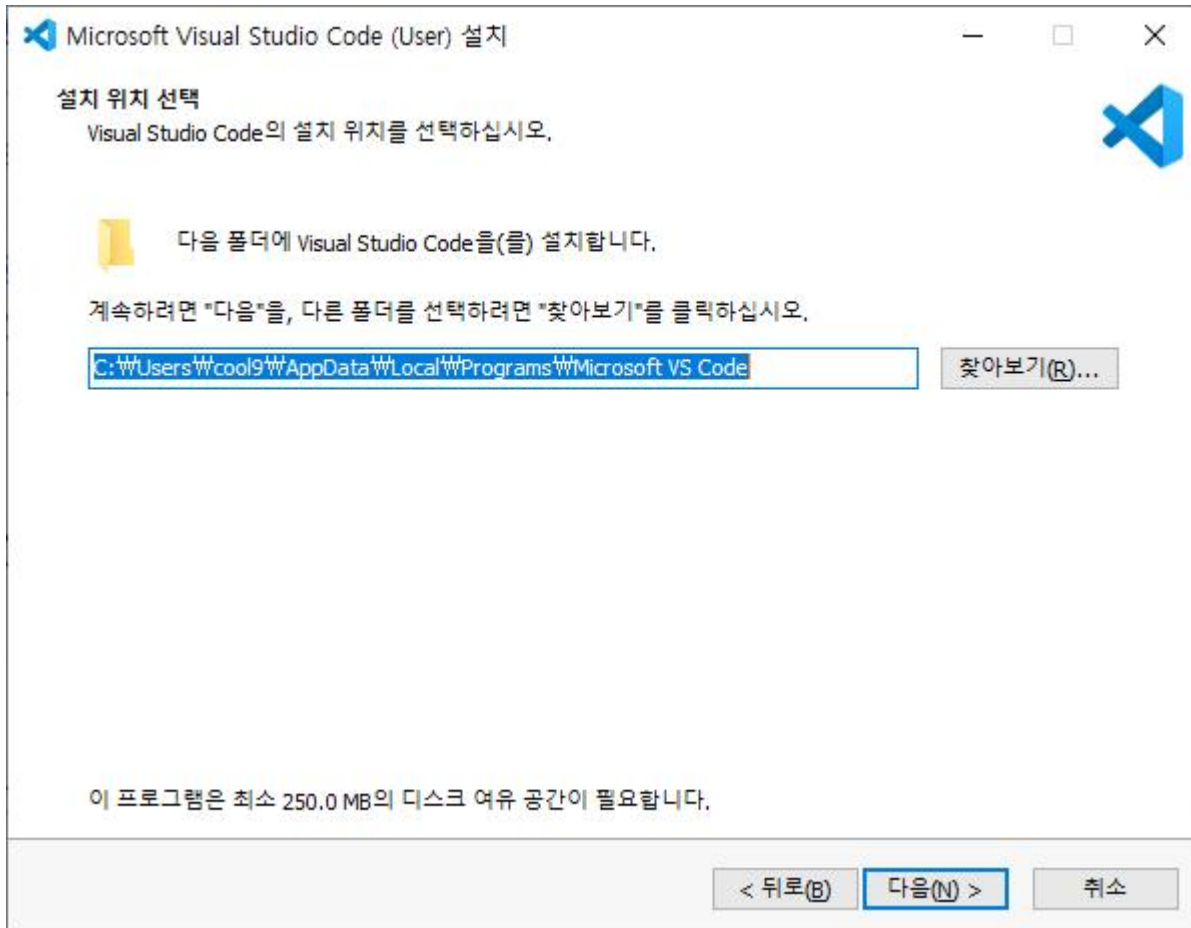 Microsoft Visual Studio Code (User) 설치
설치 위치 선택
Visual Studio Code의 설치 위치를 선택하십시오.
다음 폴더에 Visual Studio Code을(를) 설치합니다.
계속하려면 "다음"을, 다른 폴더를 선택하려면 "찾아보기"를 클릭하십시오.
C:₩Users₩cool9₩AppData₩Local₩Programs₩Microsoft VS Code
찾아보기(R)...
이 프로그램은 최소 250.0 MB의 디스크 여유 공간이 필요합니다.
< 뒤로(B) 다음(N) > 취소